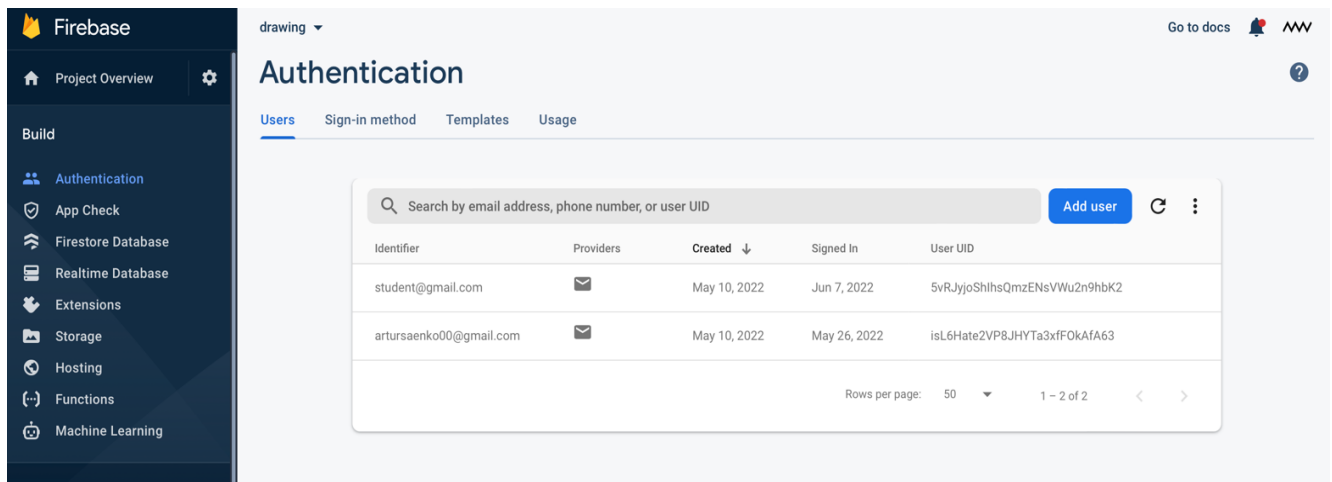 Firebase
drawing
Go to docs
Project Overview
Authentication
Users Sign-in method Templates Usage
Build
Authentication
App Check
Firestore Database
Realtime Database
Extensions
Storage
Hosting
Functions
Machine Learning
Search by email address, phone number, or user UID
Add user
Identifier Providers Created Signed In User UID
student@gmail.com May 10, 2022 Jun 7, 2022 5vRJyjoShlhsQmzENsVWu2n9hbK2
artursaenko00@gmail.com May 10, 2022 May 26, 2022 isL6Hate2VP8JHYTa3xfFOkAfA63
Rows per page: 50 1 – 2 of 2